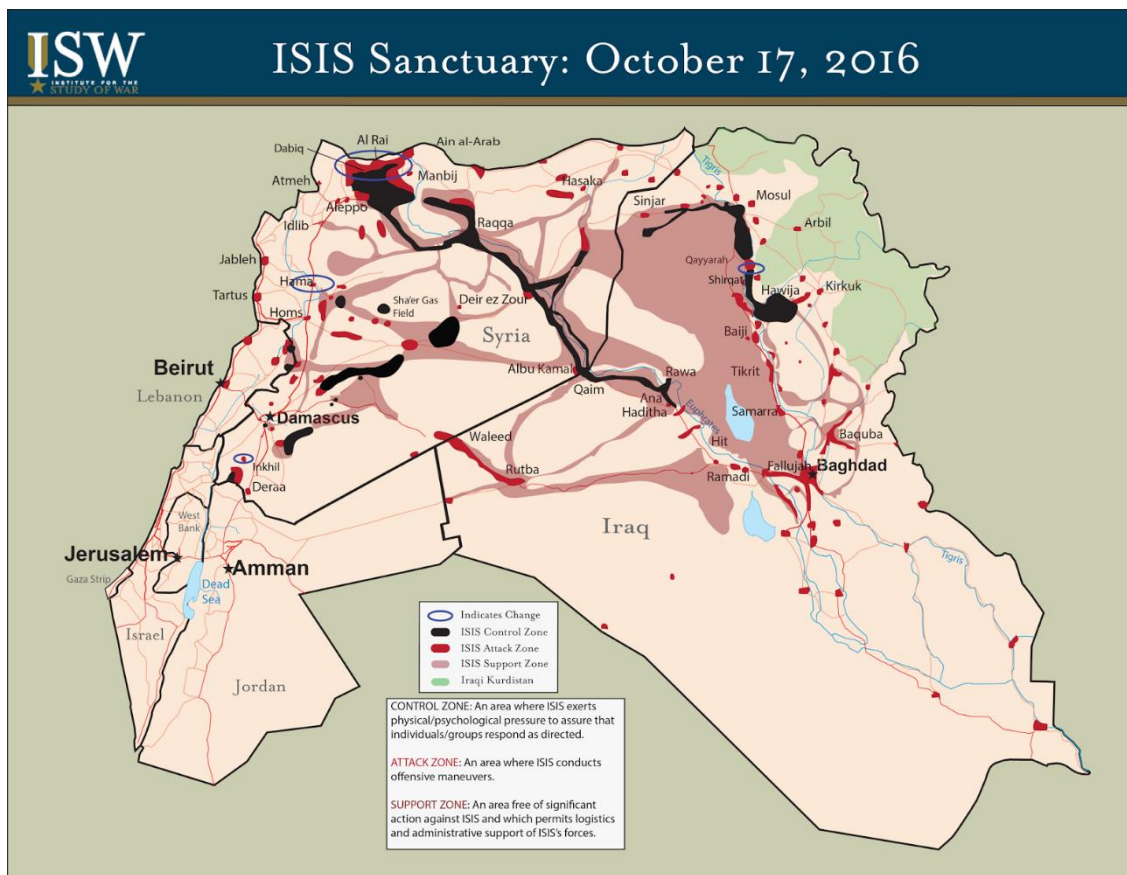 ISW
INSTITUTE FOR THE
STUDY OF WAR
ISIS Sanctuary: October 17, 2016
Al Rai
Ain al-Arab
Dabiq
Atmeh
Manbij
Hasaka
Tigris
Mosul
Sinjar
Aleppo
Idlib
Raqqa
Arbil
Jableh
Qayyarah
Hama
Shirqat
Hawija
Kirkuk
Tartus
Sha'er Gas
Field
Deir ez Zour
Homs
Syria
Baiji
Beirut
Lebanon
Albu Kamal
Qaim
Rawa
Tikrit
Ana
Haditha
Euphrates
Samarra
Damascus
Waleed
Hit
Baquba
Inkhil
Deraa
Rutba
Ramadi
Fallujah
Baghdad
West
Bank
Iraq
Jerusalem
Amman
Gaza Strip
Dead
Sea
Tigris
Israel
Jordan
Indicates Change
ISIS Control Zone
ISIS Attack Zone
ISIS Support Zone
Iraqi Kurdistan
CONTROL ZONE: An area where ISIS exerts
physical/psychological pressure to assure that
individuals/groups respond as directed.
ATTACK ZONE: An area where ISIS conducts
offensive maneuvers.
SUPPORT ZONE: An area free of significant
action against ISIS and which permits logistics
and administrative support of ISIS's forces.